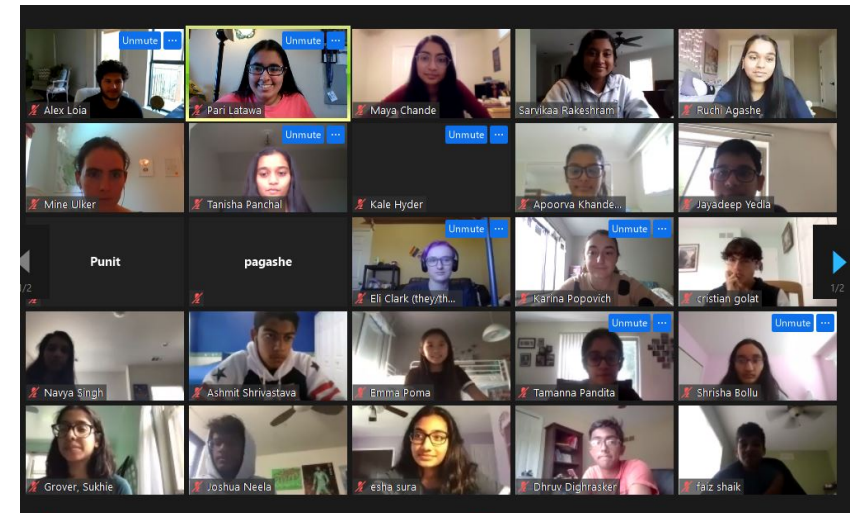 Unmute ...
Alex Loia
Unmute ...
Pari Latawa
Maya Chande
Sarvikaa Rakeshram
Ruchi Agashe
Mine Ulker
Unmute ...
Tanisha Panchal
Unmute ...
Kale Hyder
Apoorva Khande...
Jayadeep Yedla
1/2
Punit
pagashe
Unmute ...
Eli Clark (they/th...
Unmute ...
Karina Popovich
cristian golat
1/2
Navya Singh
Ashmit Shrivastava
Emma Poma
Unmute ...
Tamanna Pandita
Unmute ...
Shrisha Bollu
Grover, Sukhie
Joshua Neela
esha sura
Dhruv Dighrasker
faiz shaik